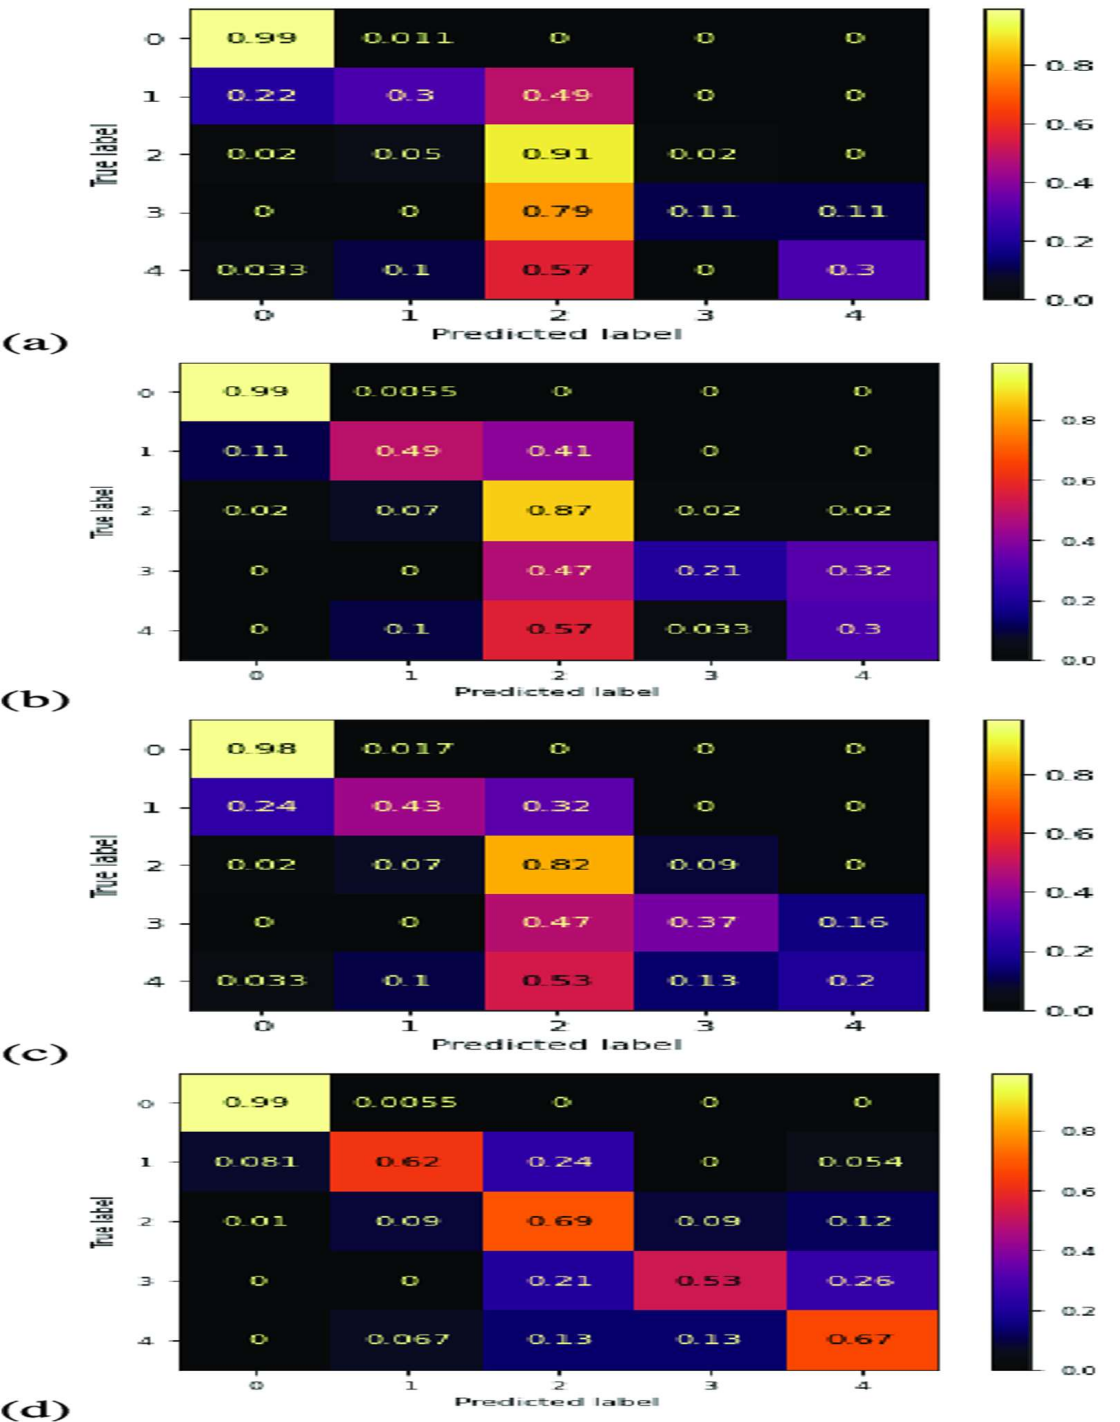 0 0.99 0.011 0 0 0
0.8
1 0.22 0.3 0.49 0 0
0.6
True label
2 0.02 0.05 0.91 0.02 0
0.4
3 0 0 0.79 0.11 0.11
0.2
4 0.033 0.1 0.57 0 0.3
0.0
0 1 2 3 4
Predicted label
(a)
0 0.99 0.0055 0 0 0
0.8
1 0.11 0.49 0.41 0 0
0.6
True label
2 0.02 0.07 0.87 0.02 0.02
0.4
3 0 0 0.47 0.21 0.32
0.2
4 0 0.1 0.57 0.033 0.3
0.0
0 1 2 3 4
Predicted label
(b)
0 0.98 0.017 0 0 0
0.8
1 0.24 0.43 0.32 0 0
0.6
True label
2 0.02 0.07 0.82 0.09 0
0.4
3 0 0 0.47 0.37 0.16
0.2
4 0.033 0.1 0.53 0.13 0.2
0.0
0 1 2 3 4
Predicted label
(c)
0 0.99 0.0055 0 0 0
0.8
1 0.081 0.62 0.24 0 0.054
0.6
True label
2 0.01 0.09 0.69 0.09 0.12
0.4
3 0 0 0.21 0.53 0.26
0.2
4 0 0.067 0.13 0.13 0.67
0.0
0 1 2 3 4
Predicted label
(d)